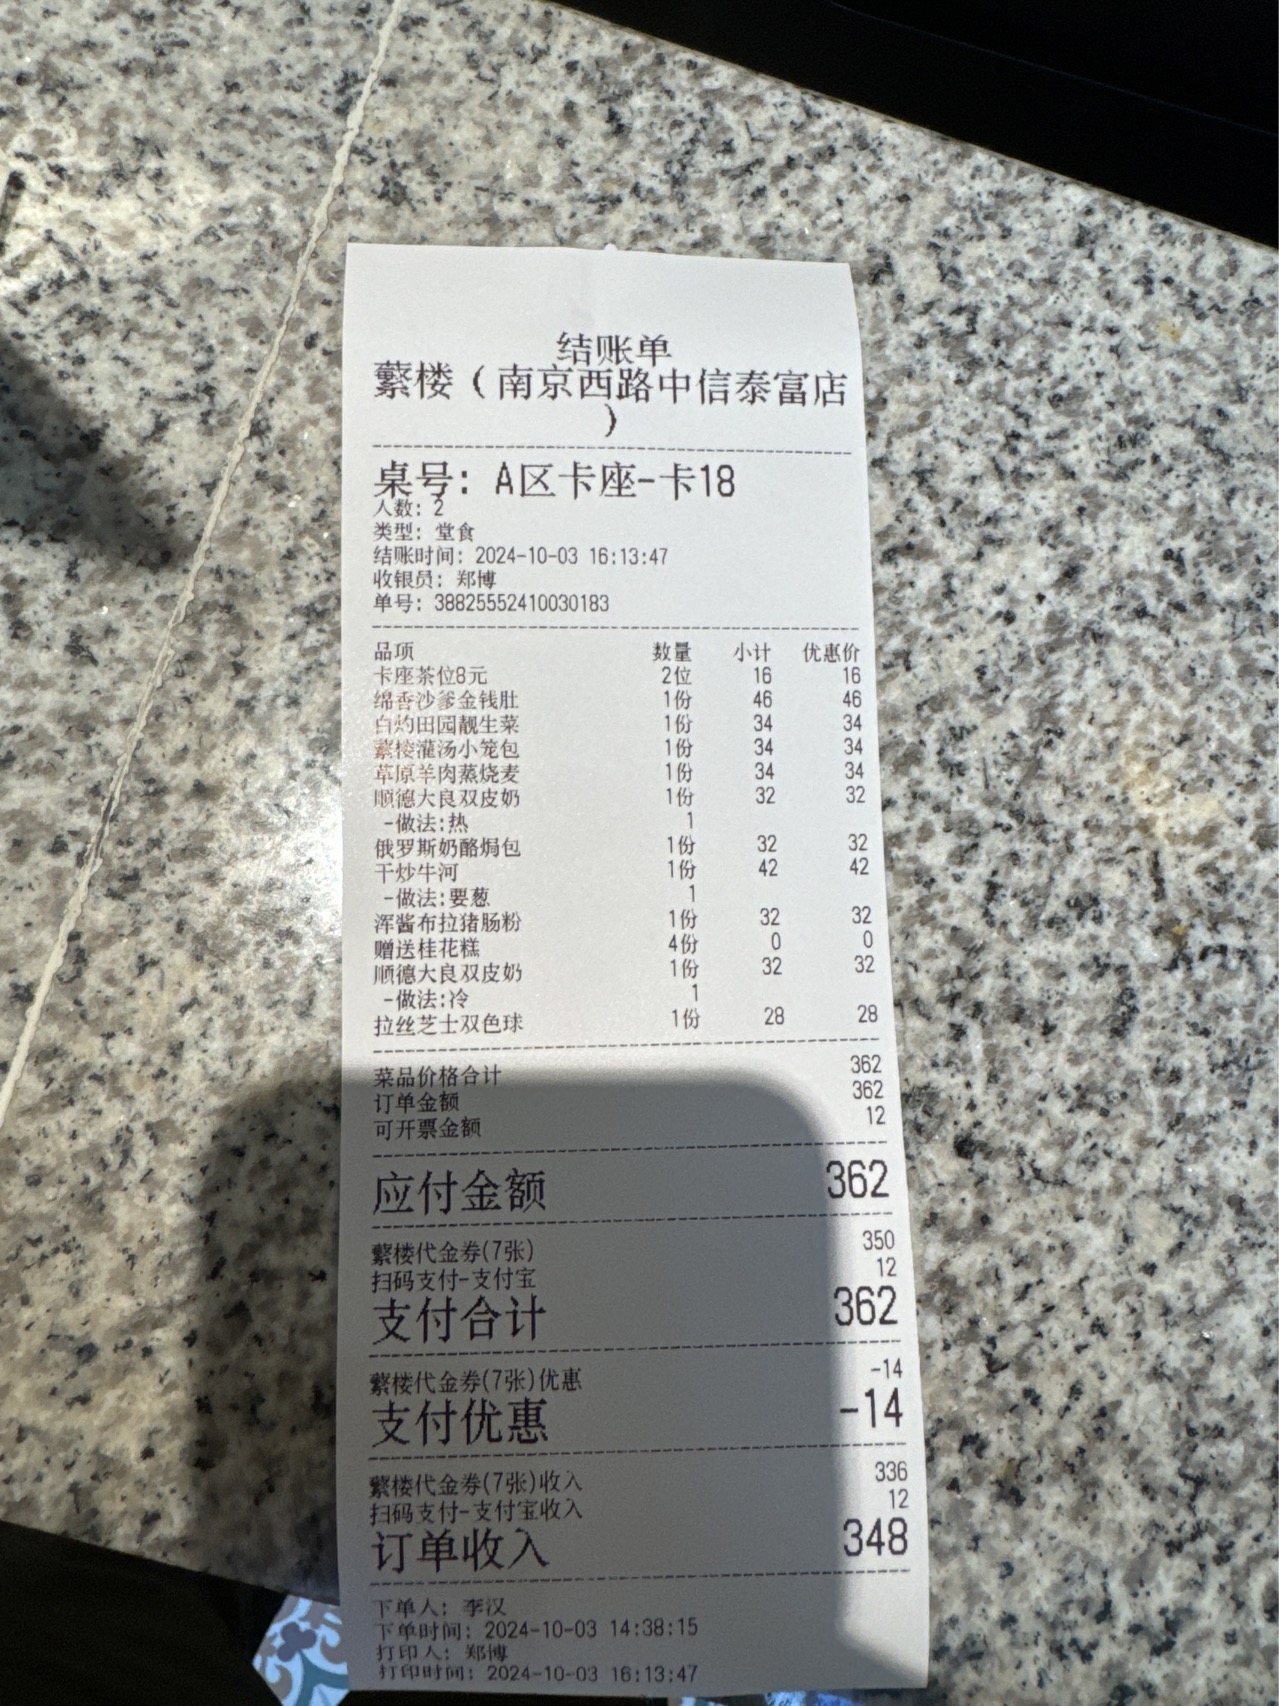 结账单
蘩楼（南京西路中信泰富店
）
桌号: A区卡座-卡18
人数: 2
类型: 堂食
结账时间: 2024-10-03 16:13:47
收银员: 郑博
单号: 38825552410030183
品项 数量 小计 优惠价
卡座茶位8元 2位 16 16
绵香沙爹金钱肚 1份 46 46
白灼田园靓生菜 1份 34 34
蘩楼灌汤小笼包 1份 34 34
草原羊肉蒸烧麦 1份 34 34
顺德大良双皮奶 1份 32 32
-做法:热 1
俄罗斯奶酪焗包 1份 32 32
干炒牛河 1份 42 42
-做法:要葱 1
浑酱布拉猪肠粉 1份 32 32
赠送桂花糕 4份 0 0
顺德大良双皮奶 1份 32 32
-做法:冷 1
拉丝芝士双色球 1份 28 28
菜品价格合计 362
订单金额 362
可开票金额 12
应付金额 362
蘩楼代金券(7张) 350
扫码支付-支付宝 12
支付合计 362
蘩楼代金券(7张)优惠 -14
支付优惠 -14
蘩楼代金券(7张)收入 336
扫码支付-支付宝收入 12
订单收入 348
下单人: 李汉
下单时间: 2024-10-03 14:38:15
打印人: 郑博
打印时间: 2024-10-03 16:13:47